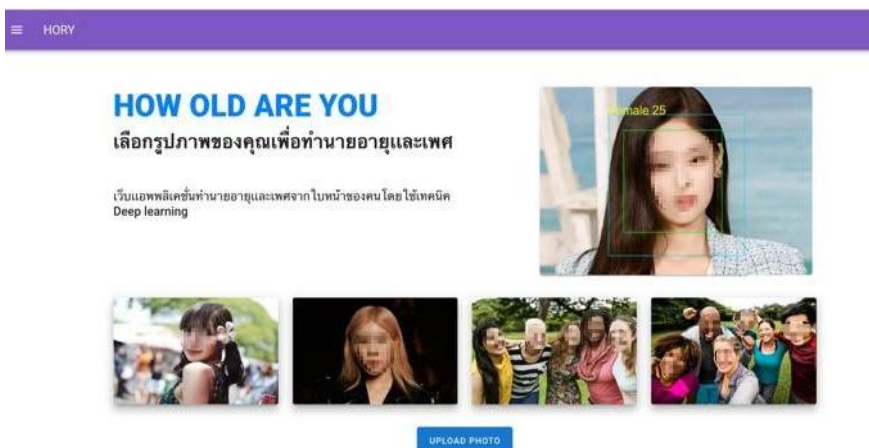 HORY
HOW OLD ARE YOU
เลือกรูปภาพของคุณเพื่อทำนายอายุและเพศ
เว็บแอพพลิเคชั่นทำนายอายุและเพศจากใบหน้าของคนโดยใช้เทคนิค
Deep learning
Female 25
UPLOAD PHOTO